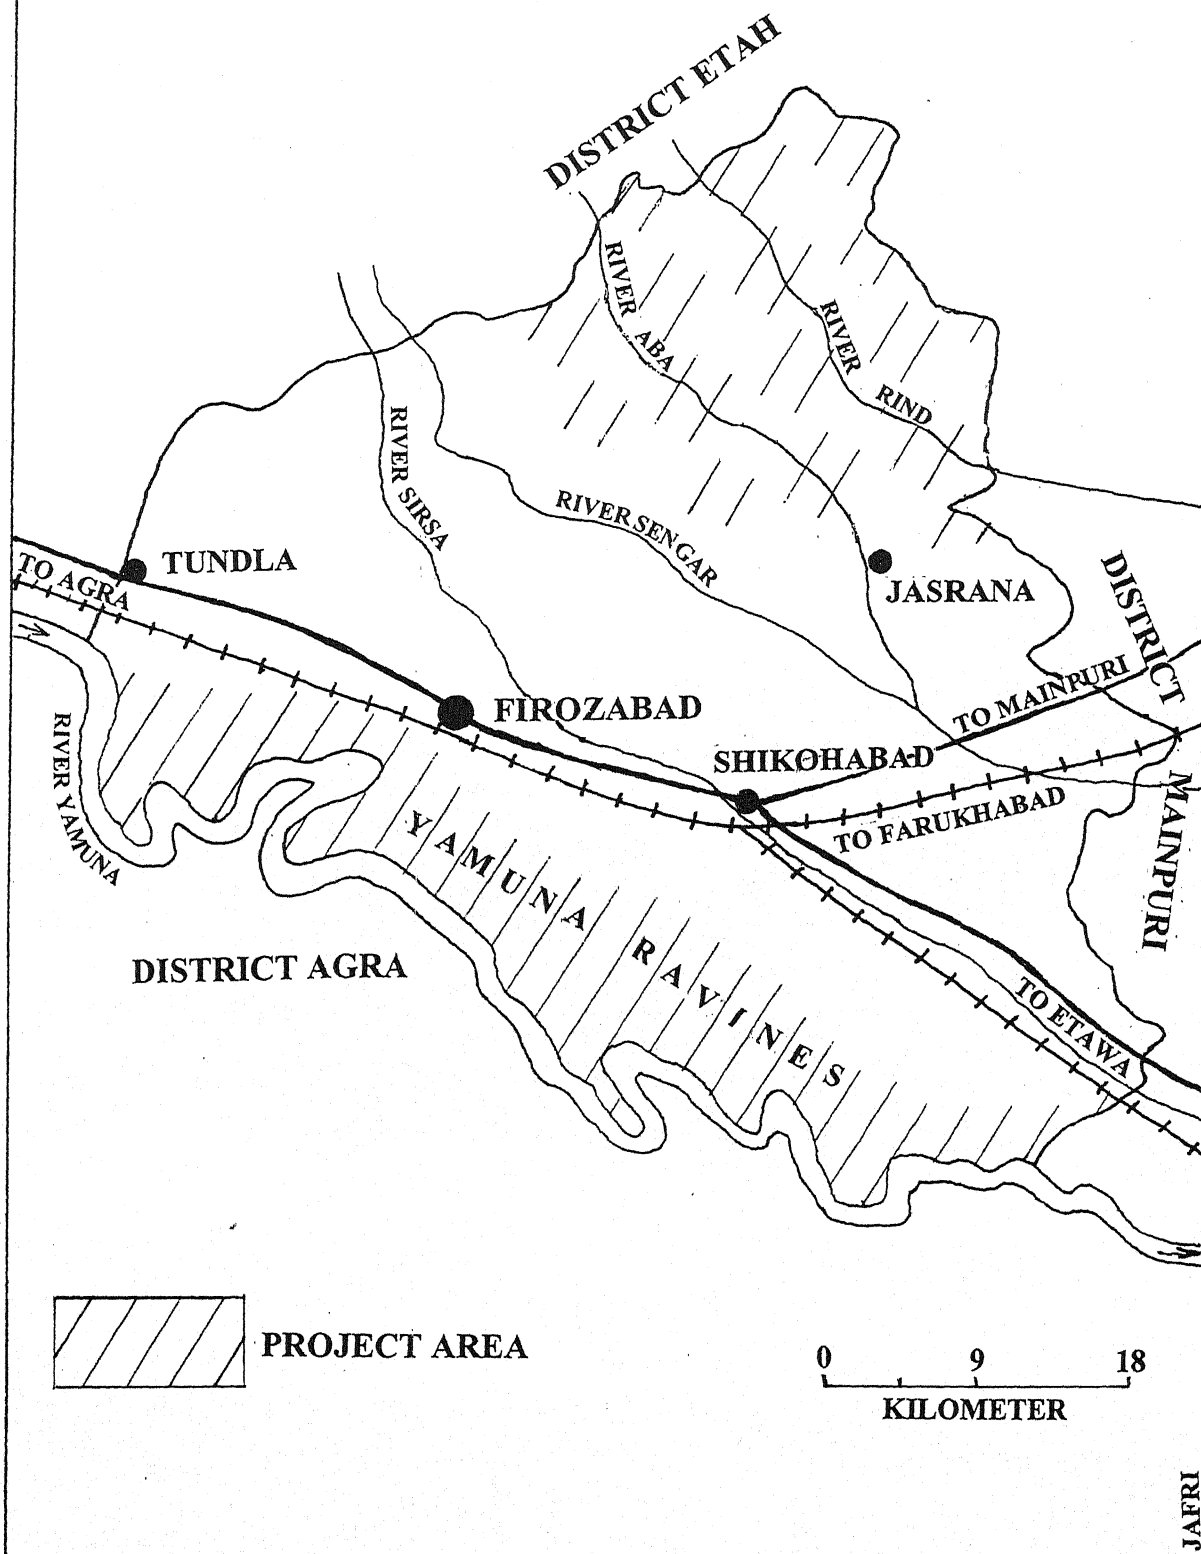 DISTRICT ETAH
RIVER ABA
RIVER RIND
RIVER SIRSA
RIVER SENGAR
TUNDLA
TO AGRA
JASRANA
DISTRICT MAINPURI
TO MAINPURI
FIROZABAD
SHIKOHABAD
TO FARUKHABAD
RIVER YAMUNA
YAMUNA RAVINES
DISTRICT AGRA
TO ETAWA
PROJECT AREA
0 9 18
KILOMETER
JAFRI